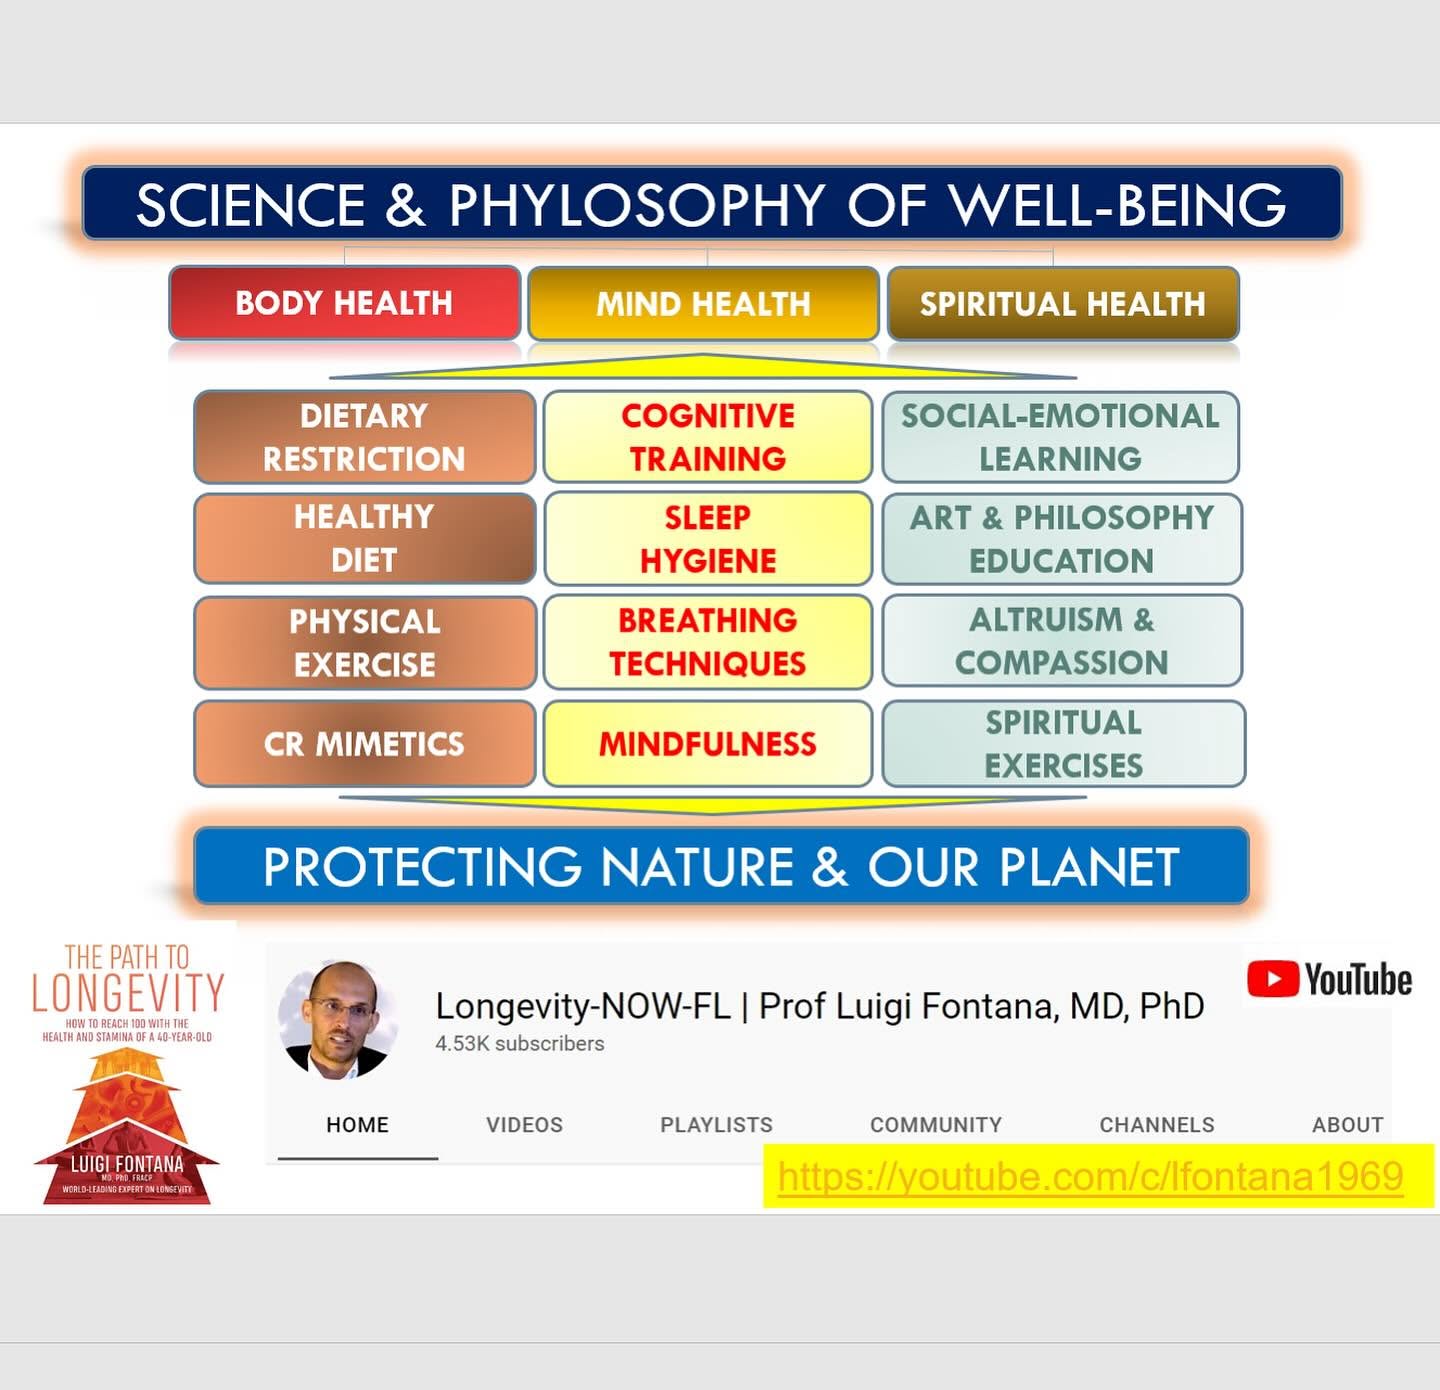 SCIENCE & PHYLOSOPHY OF WELL-BEING
BODY HEALTH
MIND HEALTH
SPIRITUAL HEALTH
DIETARY
RESTRICTION
COGNITIVE
TRAINING
SOCIAL-EMOTIONAL
LEARNING
HEALTHY
DIET
SLEEP
HYGIENE
ART & PHILOSOPHY
EDUCATION
PHYSICAL
EXERCISE
BREATHING
TECHNIQUES
ALTRUISM &
COMPASSION
CR MIMETICS
MINDFULNESS
SPIRITUAL
EXERCISES
PROTECTING NATURE & OUR PLANET
THE PATH TO
LONGEVITY
HOW TO REACH 100 WITH THE
HEALTH AND STAMINA OF A 40-YEAR-OLD
LUIGI FONTANA
MD, PhD, FRACP
WORLD-LEADING EXPERT ON LONGEVITY
Longevity-NOW-FL | Prof Luigi Fontana, MD, PhD
4.53K subscribers
YouTube
HOME VIDEOS PLAYLISTS COMMUNITY CHANNELS ABOUT
https://youtube.com/c/lfontana1969